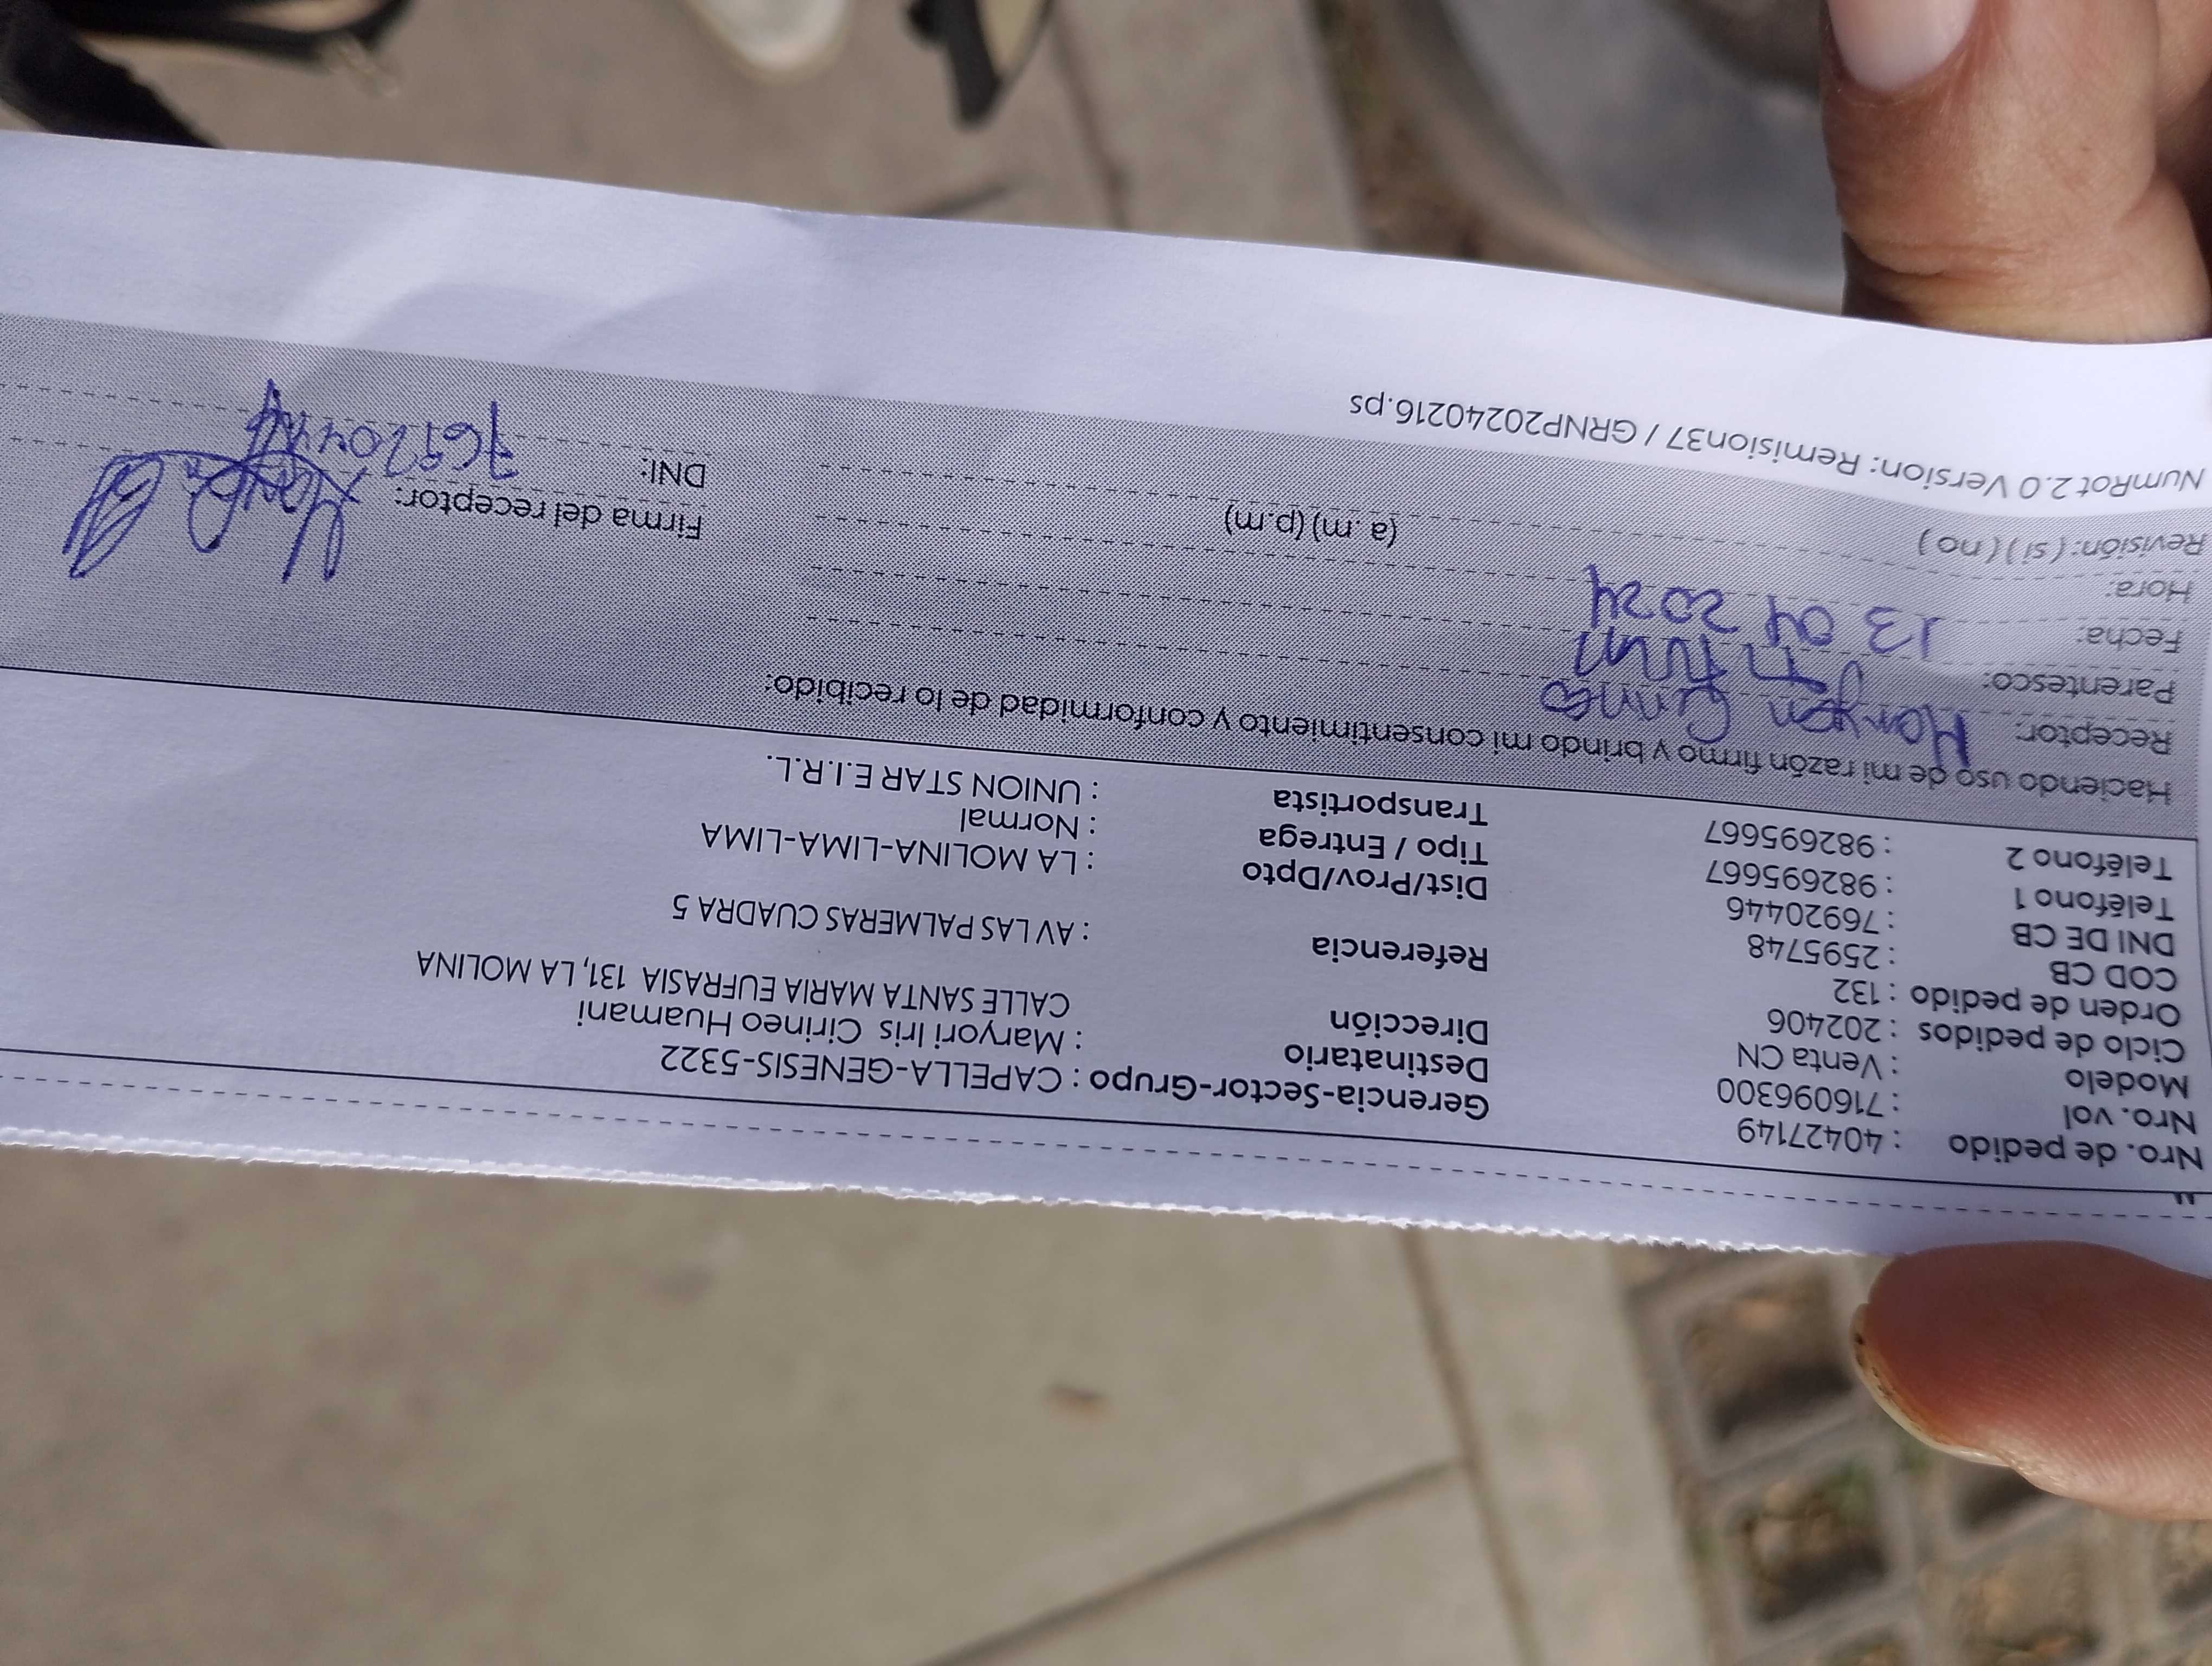 Nro. de pedido : 40427149
Nro. vol : 716096300
Modelo : Venta CN
Ciclo de pedidos : 202406
Orden de pedido : 132
COD CB : 2595748
DNI DE CB : 76920446
Teléfono 1 : 982695667
Teléfono 2 : 982695667
Gerencia-Sector-Grupo : CAPELLA-GENESIS-5322
Destinatario : Maryori Iris Cirineo Huamani
Dirección CALLE SANTA MARIA EUFRASIA 131, LA MOLINA
Referencia : AV LAS PALMERAS CUADRA 5
Dist/Prov/Dpto : LA MOLINA-LIMA-LIMA
Tipo / Entrega : Normal
Transportista : UNION STAR E.I.R.L.
Haciendo uso de mi razón firmo y brindo mi consentimiento y conformidad de lo recibido:
Receptor:
Parentesco:
Fecha: 13 04 2024
Hora: (a.m) (p.m)
Revisión: (si) (no)
Firma del receptor:
DNI:
NumRot 2.0 Version: Remision37 / GRNP20240216.ps